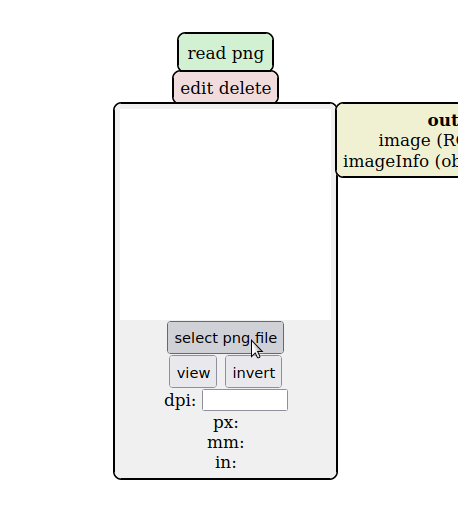 read png
edit delete
out
image (R
imageInfo (ob
select png file
view invert
dpi:
px:
mm:
in: